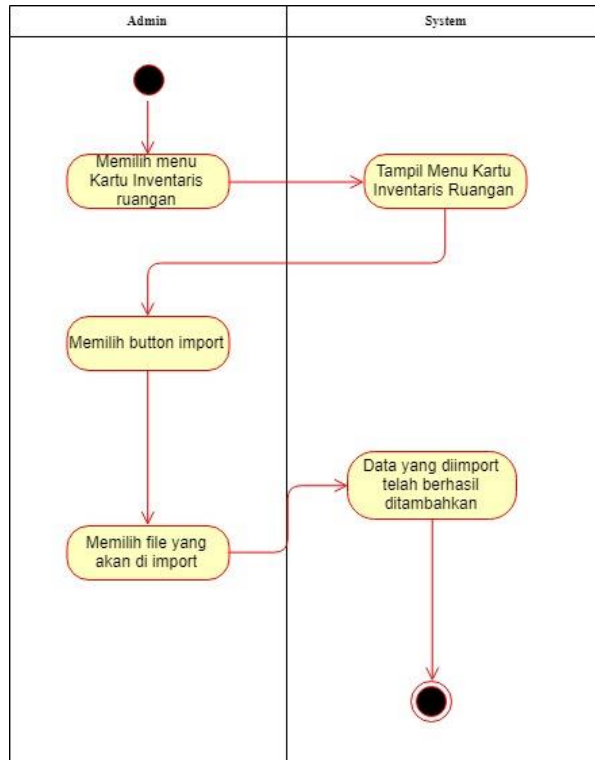 Admin
System
Memilih menu
Kartu Inventaris
ruangan
Tampil Menu Kartu
Inventaris Ruangan
Memilih button import
Data yang diimport
telah berhasil
ditambahkan
Memilih file yang
akan di import